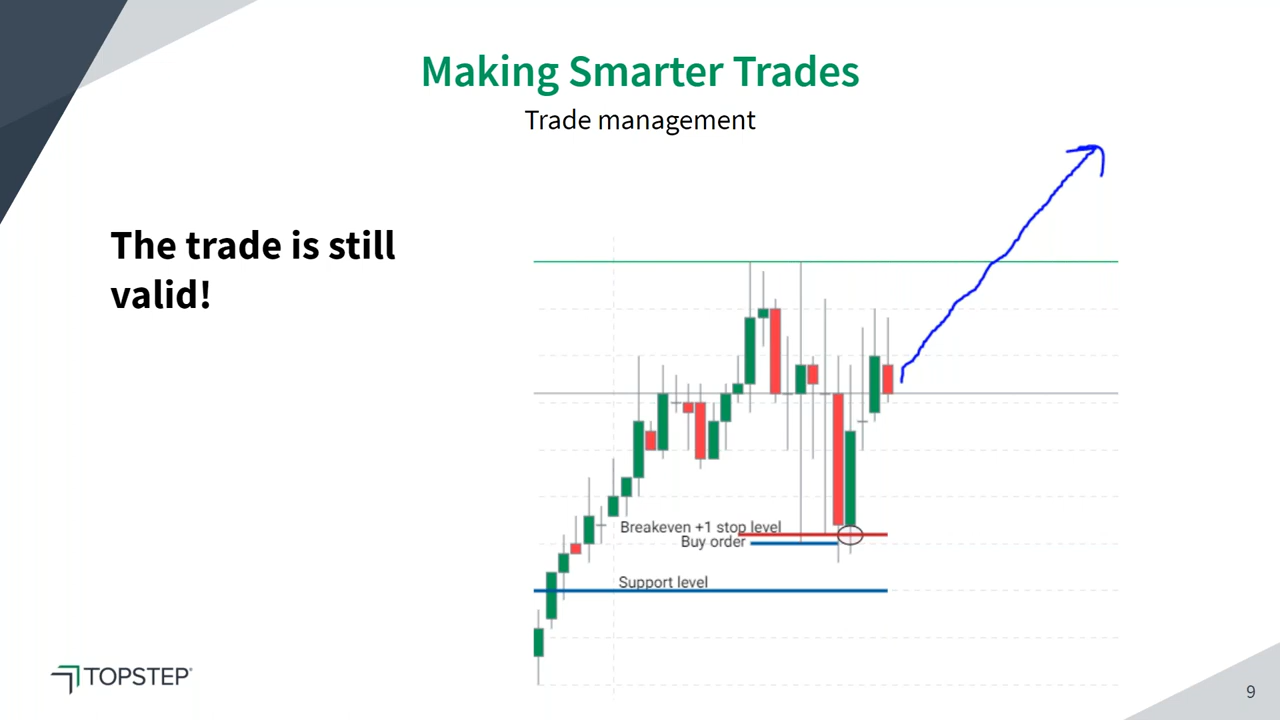 Making Smarter Trades
Trade management
The trade is still
valid!
Breakeven +1 stop level
Buy order
Support level
TOPSTEP®
9